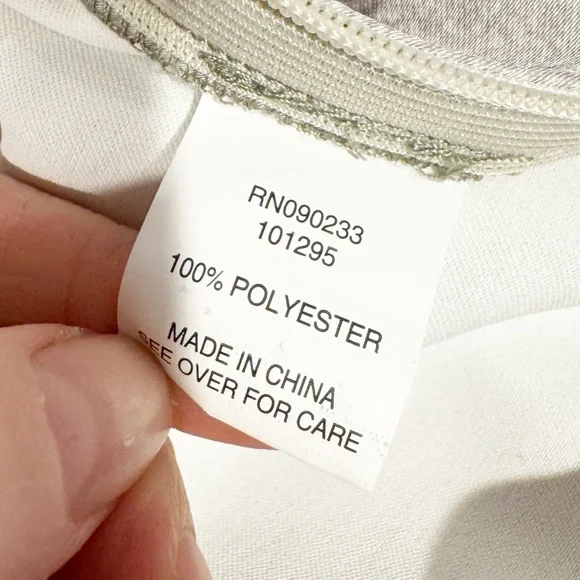 RN090233
101295
100% POLYESTER
MADE IN CHINA
SEE OVER FOR CARE